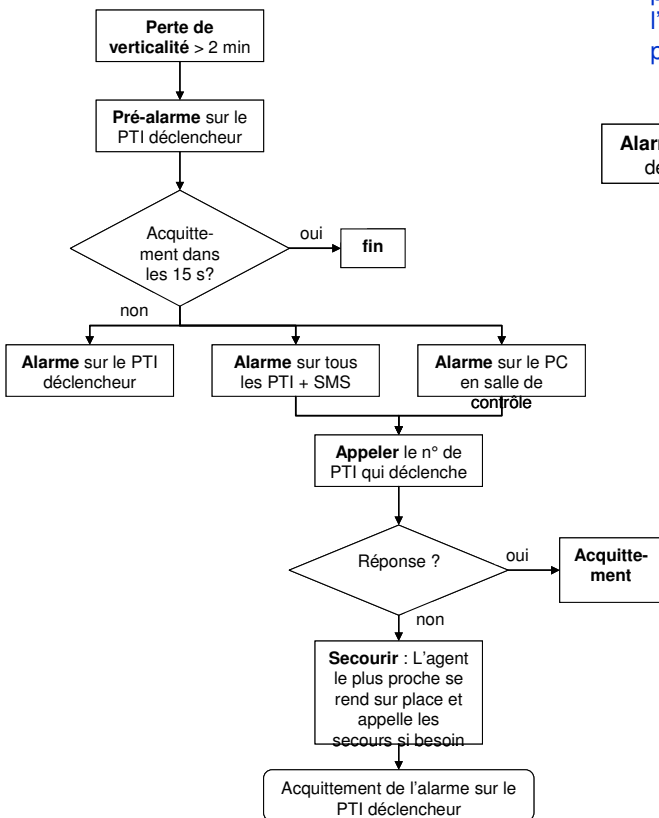 Perte de
verticalité > 2 min
Pré-alarme sur le
PTI déclencheur
Acquitte-
ment dans
les 15 s?
oui
fin
non
Alarme sur le PTI
déclencheur
Alarme sur tous
les PTI + SMS
Alarme sur le PC
en salle de
contrôle
Appeler le n° de
PTI qui déclenche
Réponse ?
oui
Acquitte-
ment
non
Secourir : L’agent
le plus proche se
rend sur place et
appelle les
secours si besoin
Acquittement de l’alarme sur le
PTI déclencheur